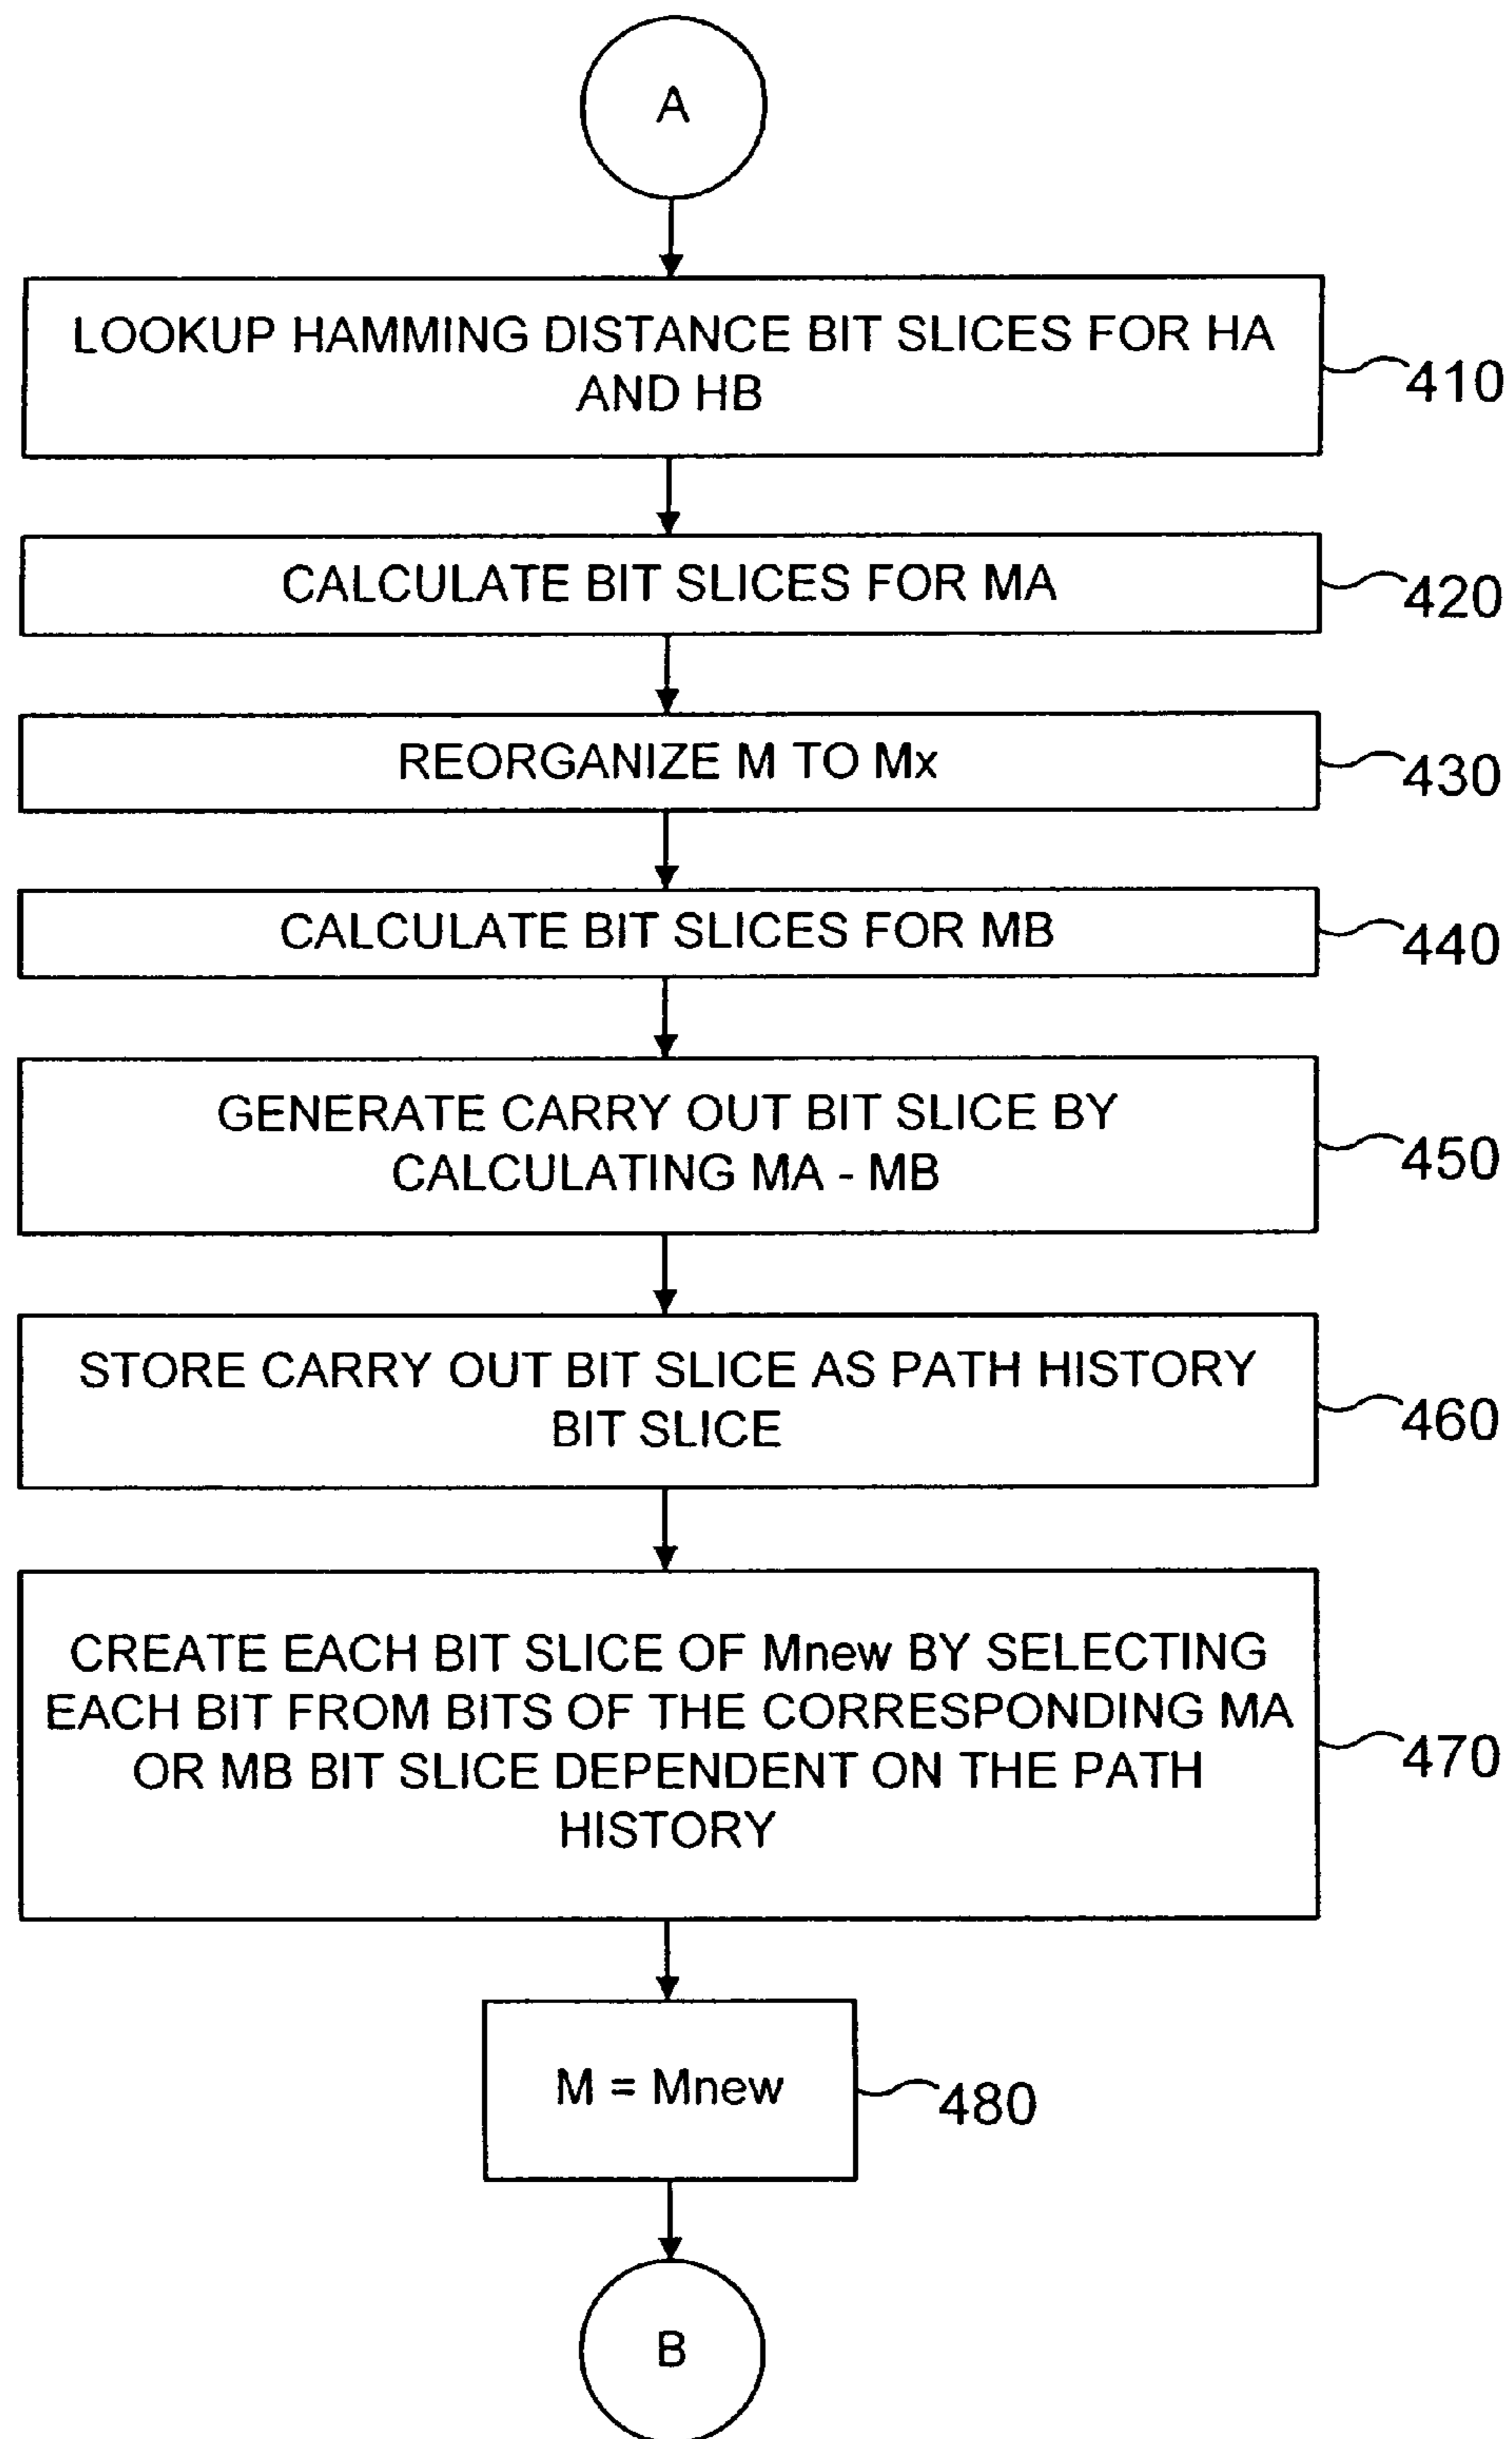 A
LOOKUP HAMMING DISTANCE BIT SLICES FOR HA
AND HB
410
CALCULATE BIT SLICES FOR MA
420
REORGANIZE M TO Mx
430
CALCULATE BIT SLICES FOR MB
440
GENERATE CARRY OUT BIT SLICE BY
CALCULATING MA - MB
450
STORE CARRY OUT BIT SLICE AS PATH HISTORY
BIT SLICE
460
CREATE EACH BIT SLICE OF Mnew BY SELECTING
EACH BIT FROM BITS OF THE CORRESPONDING MA
OR MB BIT SLICE DEPENDENT ON THE PATH
HISTORY
470
M = Mnew
480
B